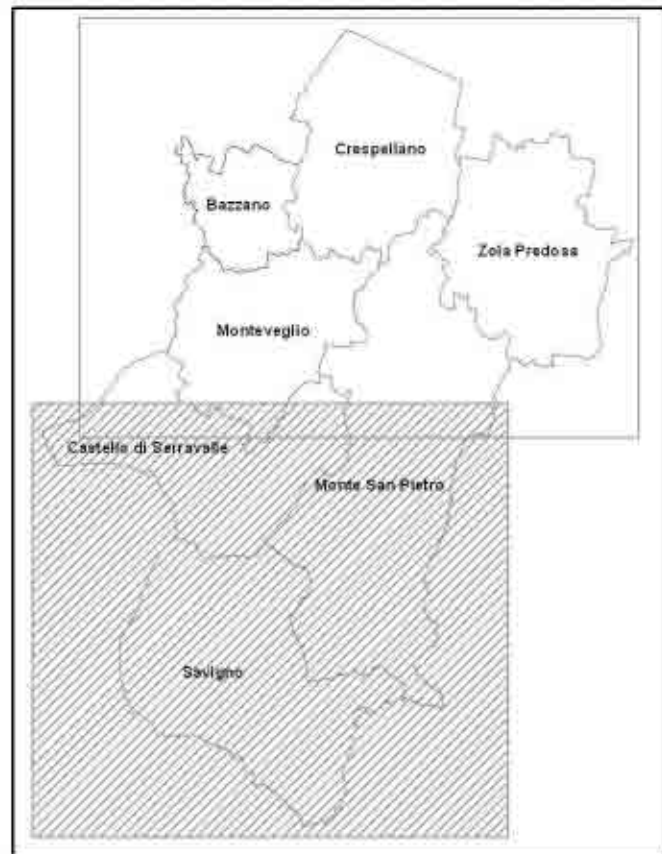 Crespellano
Bazzano
Zola Predosa
Monteveglio
Castello di Serravalle
Monte San Pietro
Savigno